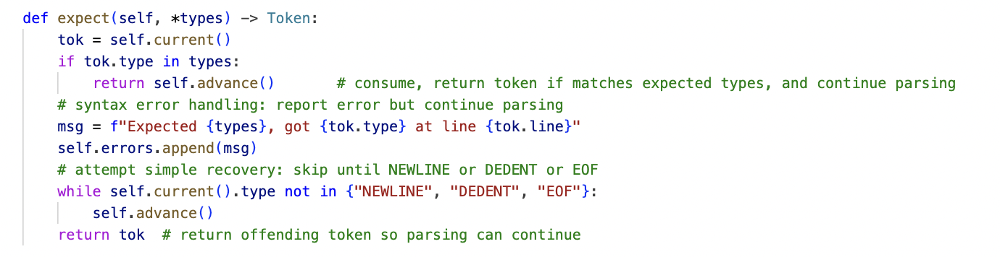 def expect(self, *types) -> Token:
    tok = self.current()
    if tok.type in types:
        return self.advance()       # consume, return token if matches expected types, and continue parsing
    # syntax error handling: report error but continue parsing
    msg = f"Expected {types}, got {tok.type} at line {tok.line}"
    self.errors.append(msg)
    # attempt simple recovery: skip until NEWLINE or DEDENT or EOF
    while self.current().type not in {"NEWLINE", "DEDENT", "EOF"}:
        self.advance()
    return tok  # return offending token so parsing can continue